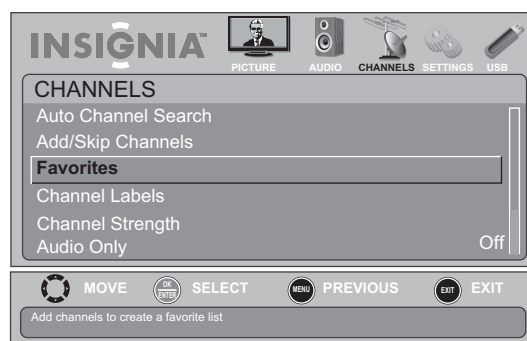 INSIGNIA™
PICTURE AUDIO CHANNELS SETTINGS USB
CHANNELS
Auto Channel Search
Add/Skip Channels
Favorites
Channel Labels
Channel Strength
Audio Only Off
MOVE OK ENTER SELECT MENU PREVIOUS EXIT EXIT
Add channels to create a favorite list